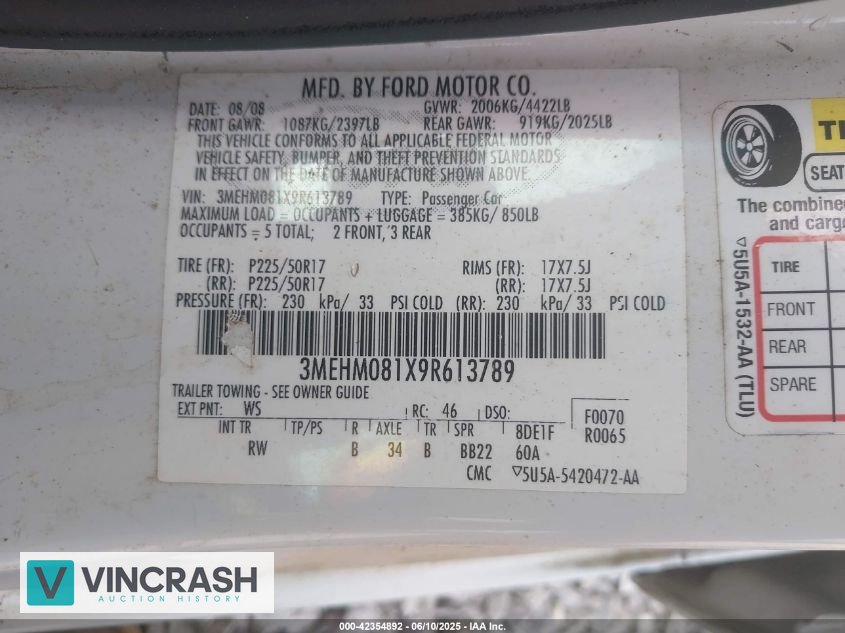 MFD. BY FORD MOTOR CO.
DATE: 08/08 GVWR: 2006KG/4422LB
FRONT GAWR: 1087KG/2397LB REAR GAWR: 919KG/2025LB
THIS VEHICLE CONFORMS TO ALL APPLICABLE FEDERAL MOTOR
VEHICLE SAFETY, BUMPER, AND THEFT PREVENTION STANDARDS
IN EFFECT ON THE DATE OF MANUFACTURE SHOWN ABOVE.
VIN: 3MEHM081X9R613789 TYPE: Passenger Car
MAXIMUM LOAD = OCCUPANTS + LUGGAGE = 385KG/ 850LB
OCCUPANTS = 5 TOTAL; 2 FRONT, 3 REAR
TIRE (FR): P225/50R17 RIMS (FR): 17X7.5J
(RR): P225/50R17 (RR): 17X7.5J
PRESSURE (FR): 230 kPa/ 33 PSI COLD (RR): 230 kPa/ 33 PSI COLD
3MEHM081X9R613789
TRAILER TOWING - SEE OWNER GUIDE
EXT PNT: WS RC: 46 DSO: F0070
INT TR TP/PS R AXLE TR SPR 8DE1F R0065
RW B 34 B BB22 60A
CMC ▽5U5A-5420472-AA
SEAT
The combine
and cargo
▽5U5A-1532-AA (TLU)
TIRE
FRONT
REAR
SPARE
V VINCRASH
AUCTION HISTORY
000-42354892 - 06/10/2025 - IAA Inc.